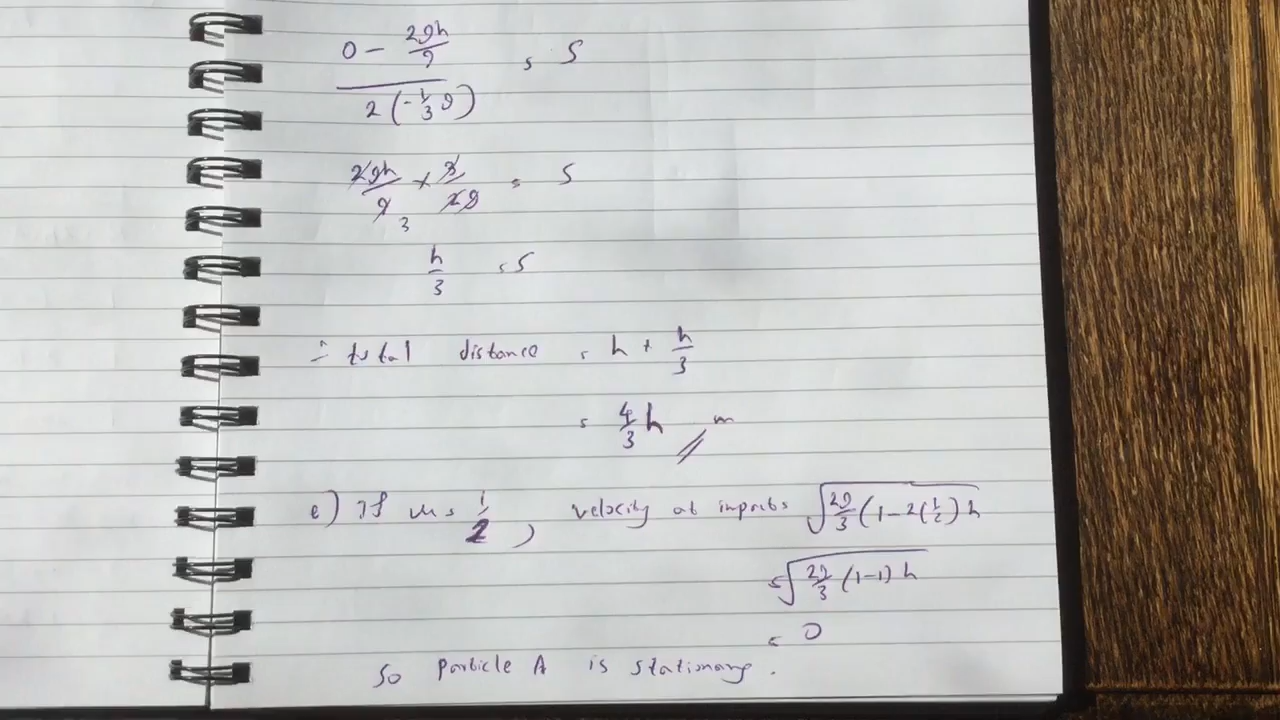 0 - 2gh/9 / 2(-1/3 g) = S
2gh/9 3 × 3/2g = S
h/3 = S
∴ total distance = h + h/3
= 4/3 h m
e) If μ = 1/2, velocity at impact = √(2g/3 (1-2(1/2)) h
= √(2g/3 (1-1) h
= 0
So particle A is stationary.